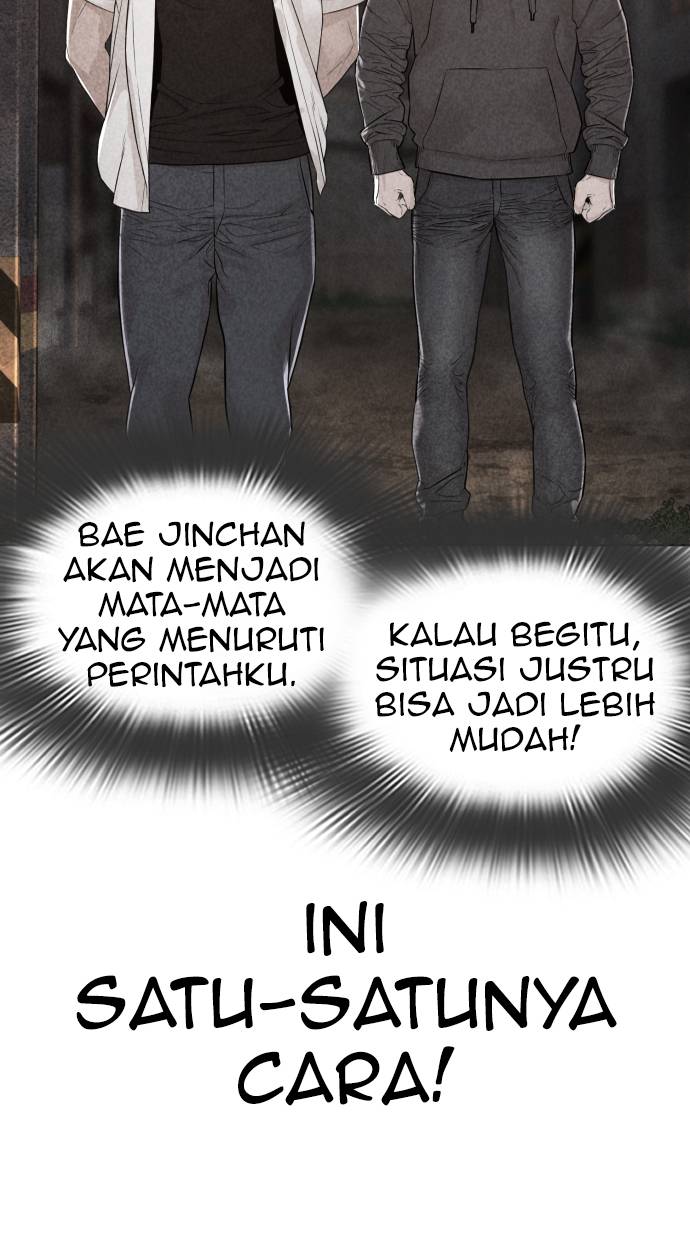 BAE JINCHAN
AKAN MENJADI
MATA-MATA
YANG MENURUTI
PERINTAHKU.
KALAU BEGITU,
SITUASI JUSTRU
BISA JADI LEBIH
MUDAH!
INI
SATU-SATUNYA
CARA!